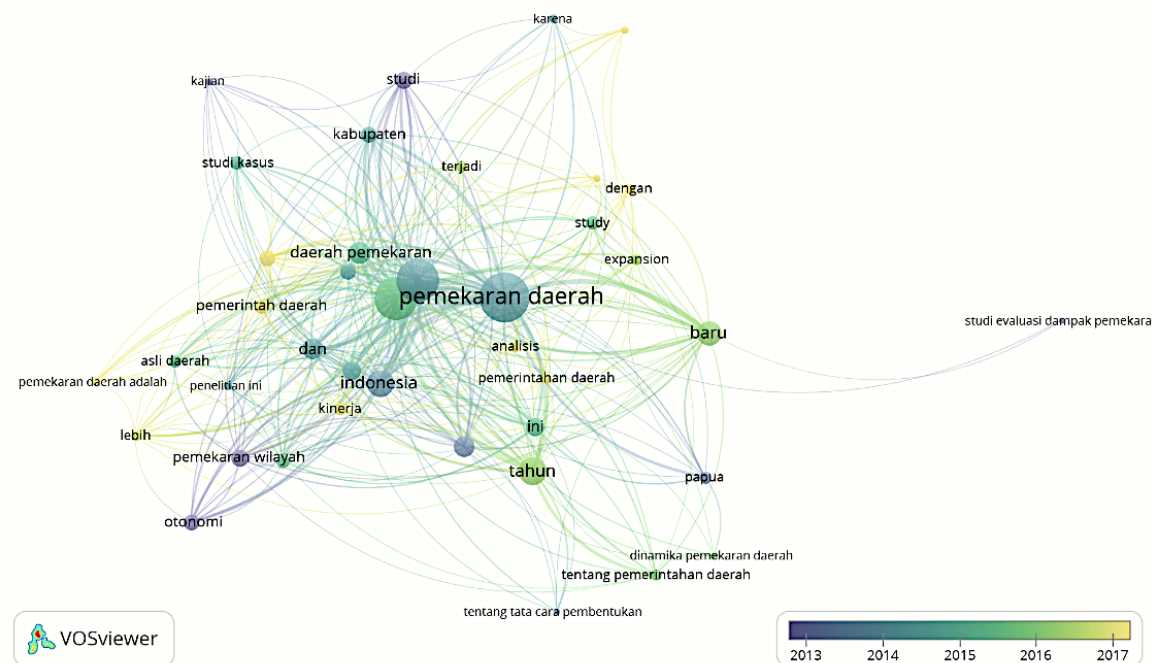 karena
kajian
studi
kabupaten
studi kasus
terjadi
dengan
study
daerah pemekaran
expansion
pemekaran daerah
pemerintah daerah
studi evaluasi dampak pemekara
baru
dan
analisis
asli daerah
pemekaran daerah adalah
penelitian ini
indonesia
pemerintahan daerah
kinerja
ini
lebih
pemekaran wilayah
tahun
papua
otonomi
dinamika pemekaran daerah
tentang pemerintahan daerah
tentang tata cara pembentukan
VOSviewer
2013 2014 2015 2016 2017